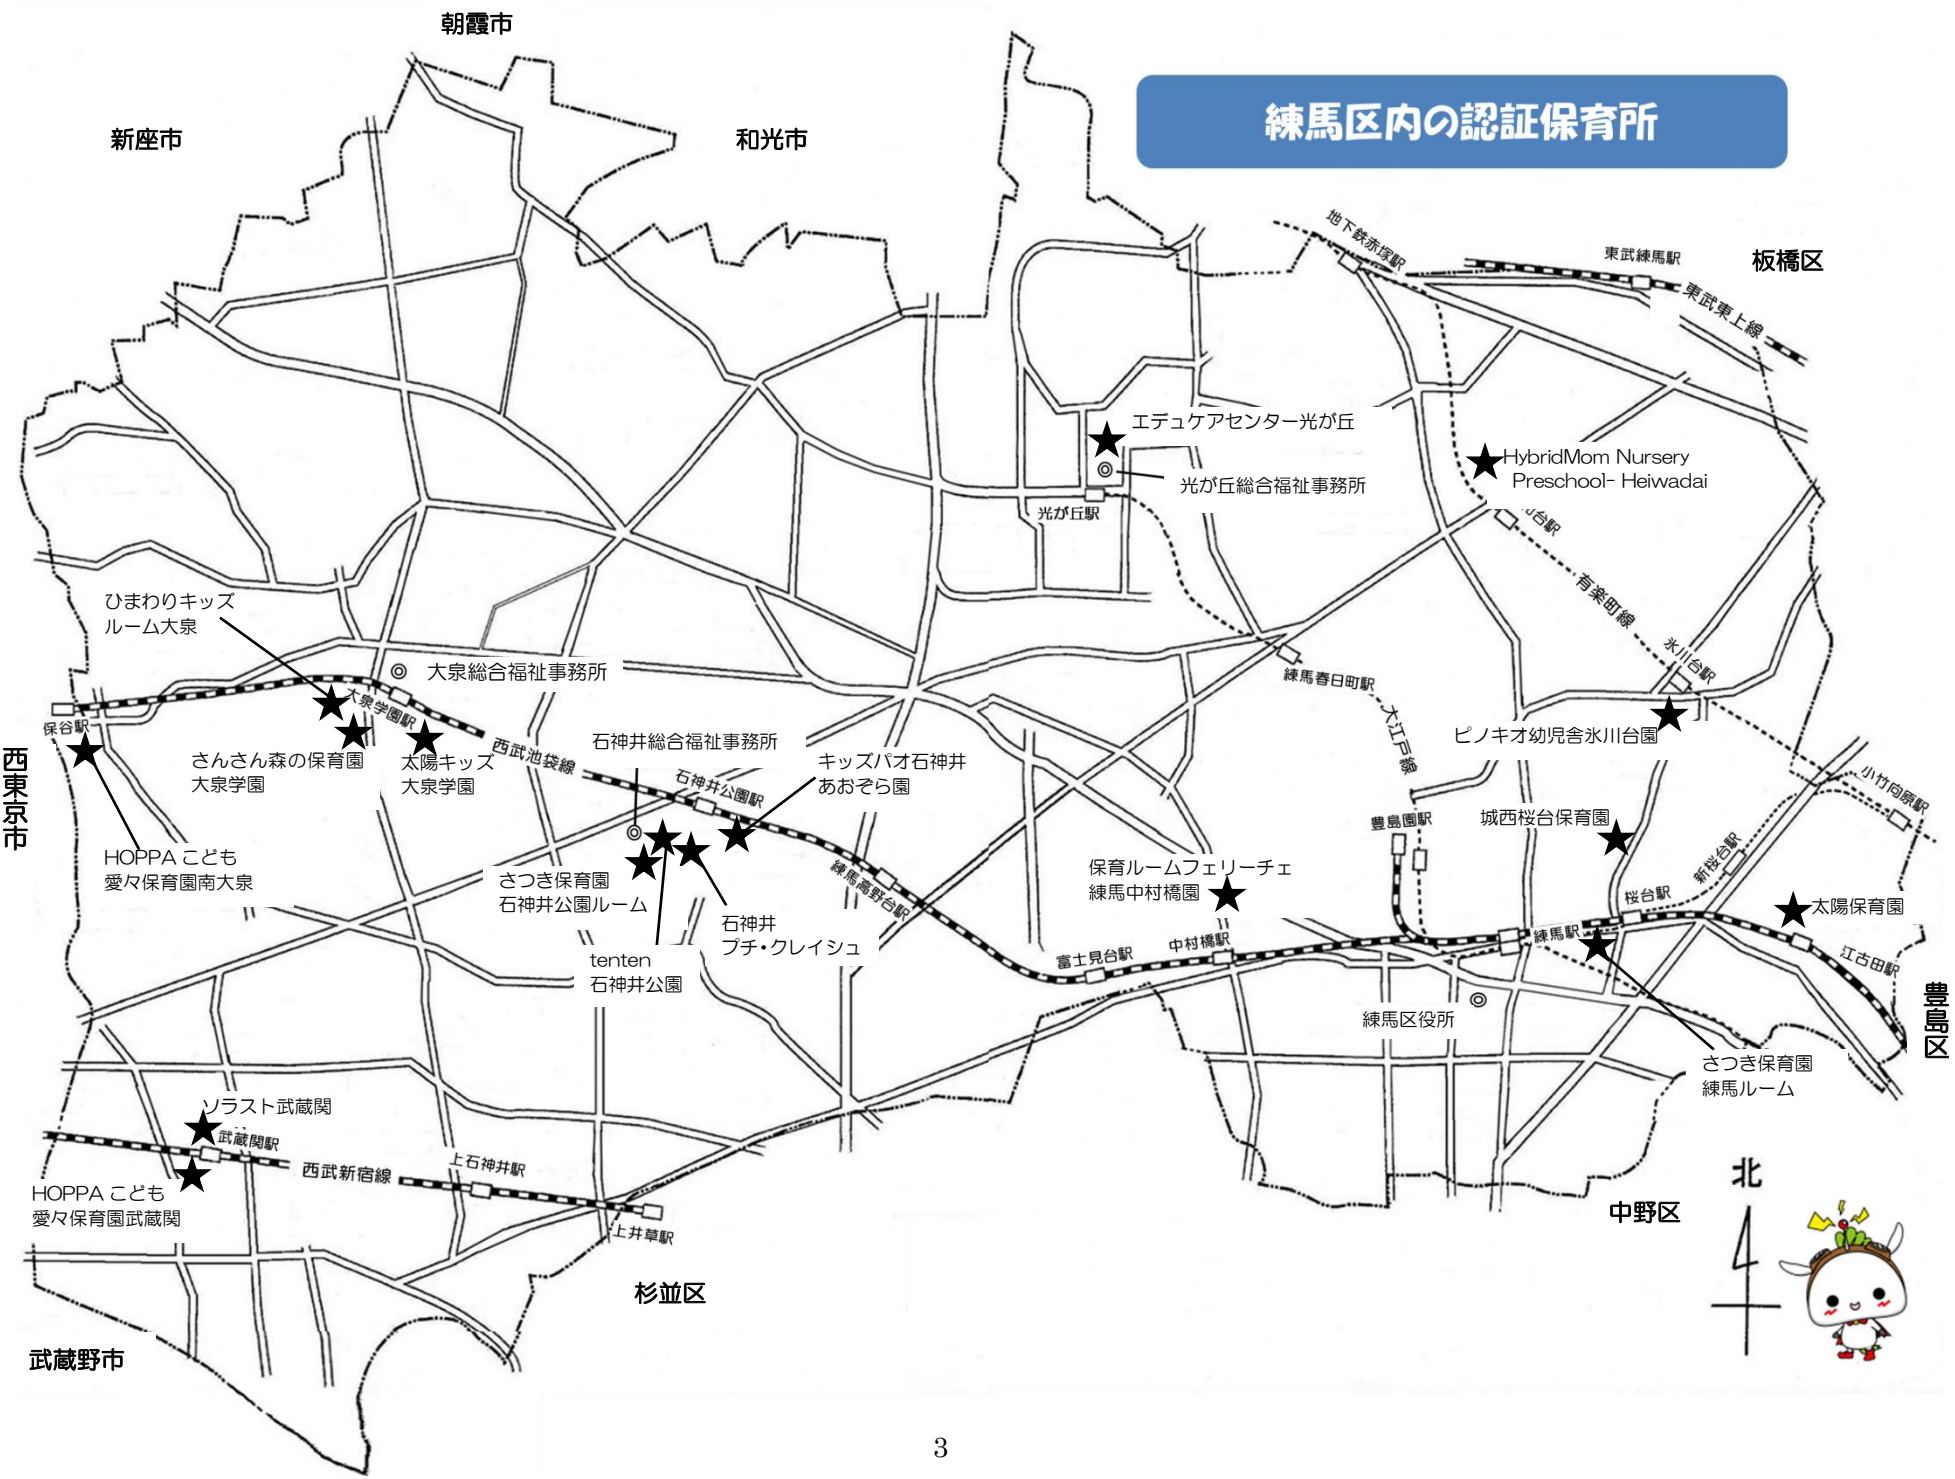 朝霞市
新座市
和光市
練馬区内の認証保育所
地下鉄赤塚駅
東武練馬駅
板橋区
東武東上線
エデュケアセンター光が丘
光が丘総合福祉事務所
光が丘駅
HybridMom Nursery
Preschool- Heiwadai
台駅
有楽町線
氷川台駅
ひまわりキッズ
ルーム大泉
大泉総合福祉事務所
練馬春日町駅
大江戸線
保谷駅
大泉学園駅
西武池袋線
石神井総合福祉事務所
キッズパオ石神井
あおぞら園
ピノキオ幼児舎氷川台園
さんさん森の保育園
大泉学園
太陽キッズ
大泉学園
石神井公園駅
西東京市
小竹向原駅
豊島園駅
城西桜台保育園
新桜台駅
HOPPA こども
愛々保育園南大泉
さつき保育園
石神井公園ルーム
練馬高野台駅
保育ルームフェリーチェ
練馬中村橋園
桜台駅
太陽保育園
石神井
プチ・クレイシュ
tenten
石神井公園
富士見台駅
中村橋駅
練馬駅
江古田駅
練馬区役所
豊島区
さつき保育園
練馬ルーム
ソラスト武蔵関
武蔵関駅
西武新宿線
上石神井駅
HOPPA こども
愛々保育園武蔵関
上井草駅
北
中野区
杉並区
武蔵野市
3